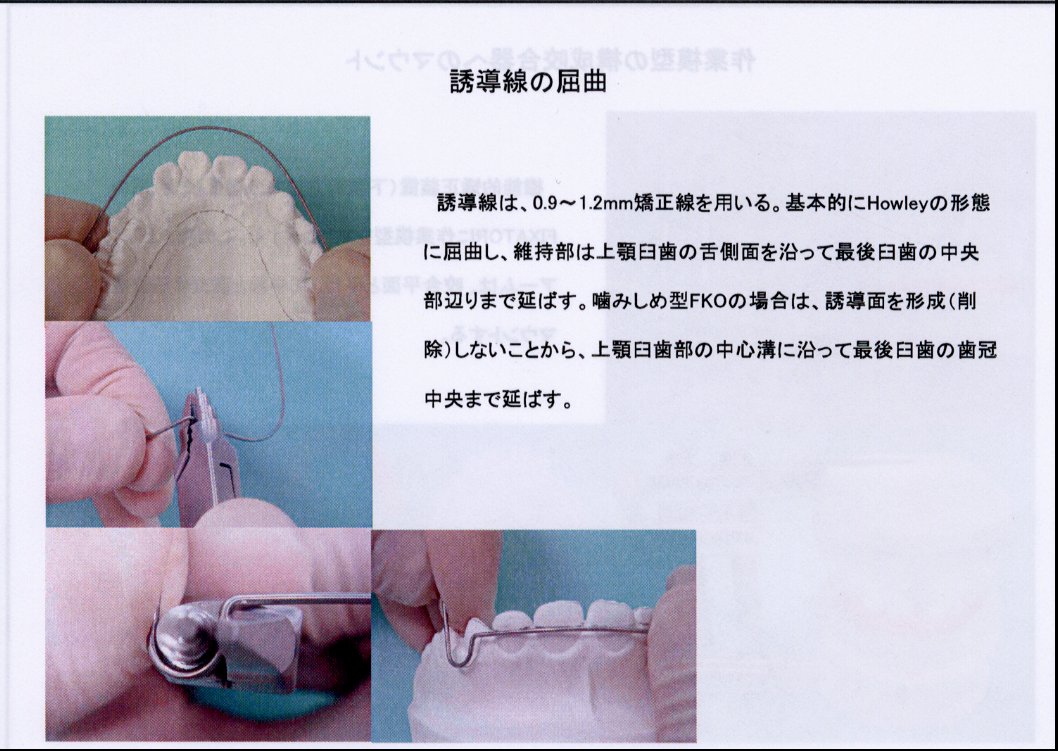 誘導線の屈曲
誘導線は、0.9～1.2mm矯正線を用いる。基本的にHowleyの形態
に屈曲し、維持部は上顎臼歯の舌側面を沿って最後臼歯の中央
部辺りまで延ばす。噛みしめ型FKOの場合は、誘導面を形成（削
除）しないことから、上顎臼歯部の中心溝に沿って最後臼歯の歯冠
中央まで延ばす。